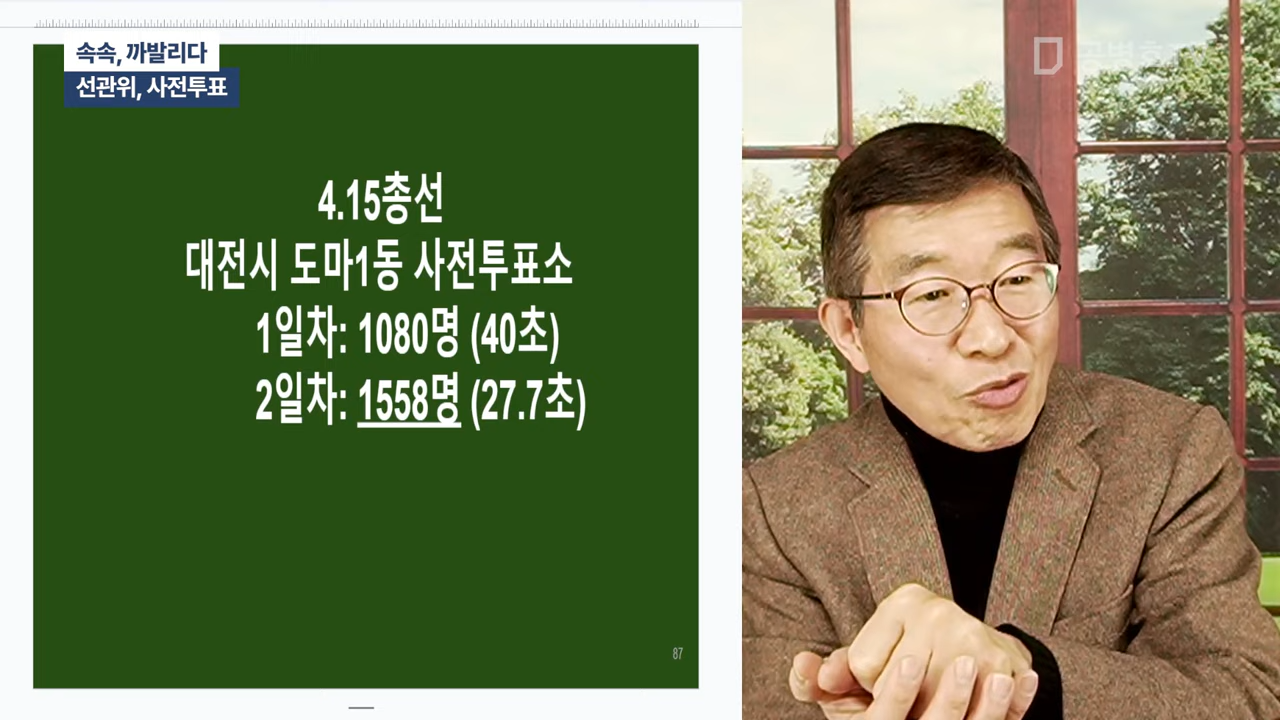 속속, 까발리다
선관위, 사전투표
4.15총선
대전시 도마1동 사전투표소
1일차: 1080명 (40초)
2일차: 1558명 (27.7초)
87